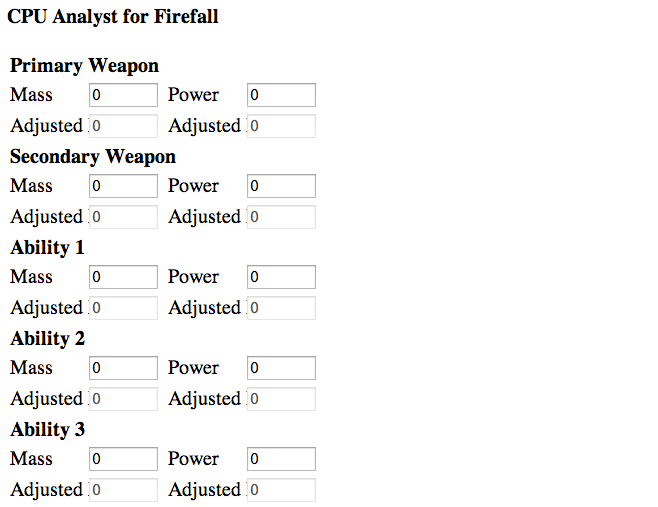 CPU Analyst for Firefall
Primary Weapon
Mass 0 Power 0
Adjusted 0 Adjusted 0
Secondary Weapon
Mass 0 Power 0
Adjusted 0 Adjusted 0
Ability 1
Mass 0 Power 0
Adjusted 0 Adjusted 0
Ability 2
Mass 0 Power 0
Adjusted 0 Adjusted 0
Ability 3
Mass 0 Power 0
Adjusted 0 Adjusted 0